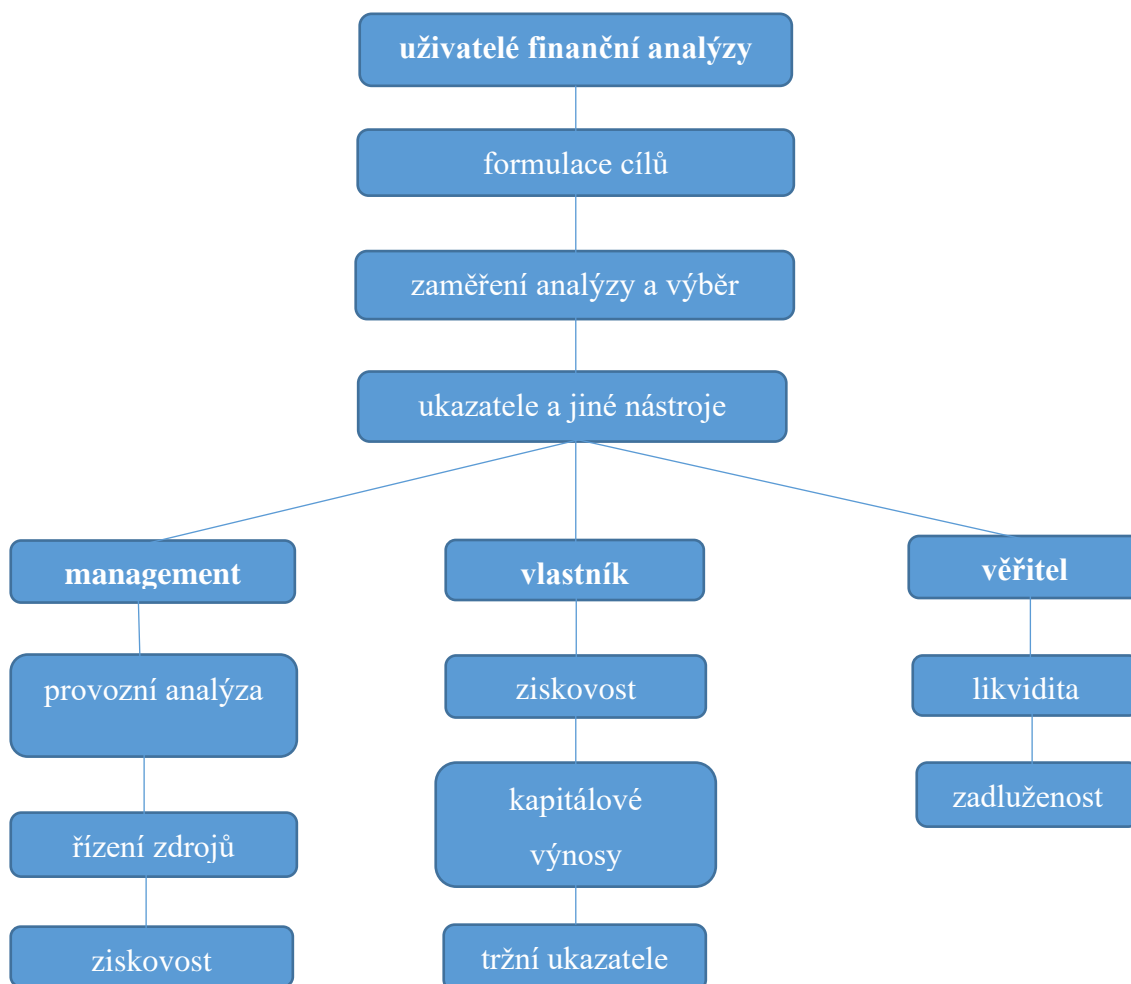 uživatelé finanční analýzy
formulace cílů
zaměření analýzy a výběr
ukazatele a jiné nástroje
management
vlastník
věřitel
provozní analýza
ziskovost
likvidita
kapitálové
výnosy
zadluženost
řízení zdrojů
ziskovost
tržní ukazatele